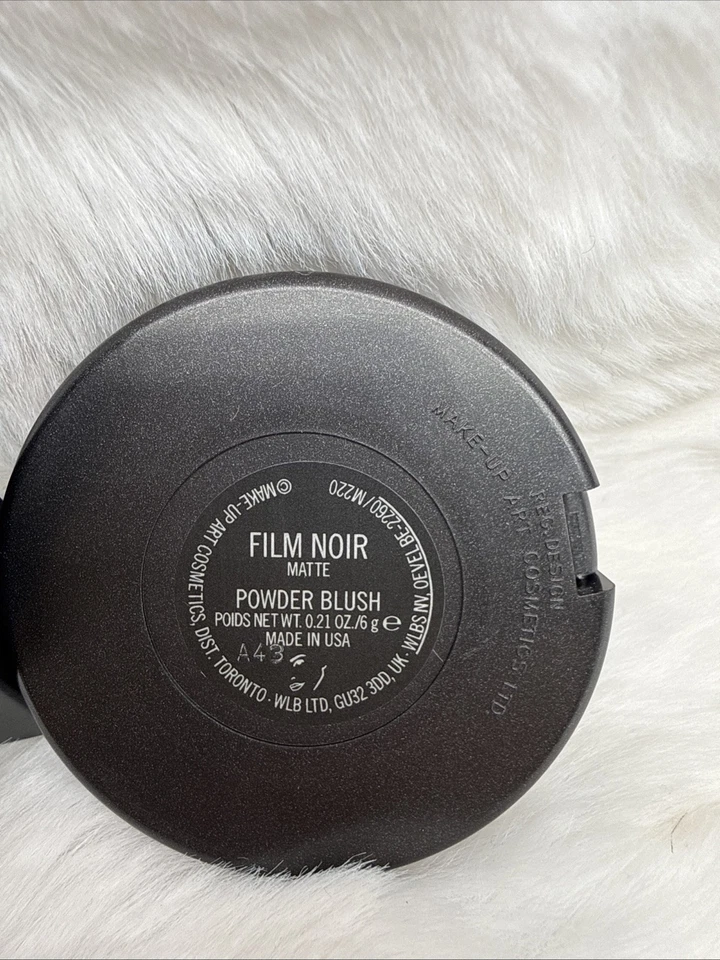 FILM NOIR
MATTE
POWDER BLUSH
POIDS NET WT. 0.21 OZ./6 g e
MADE IN USA
A43
© MAKE-UP ART COSMETICS, DIST. TORONTO · WLB LTD, GU32 3DD, UK · WLBS NV, OEVEL BE-2260 / M220
MAKE-UP ART COSMETICS LTD.
REG. DESIGN